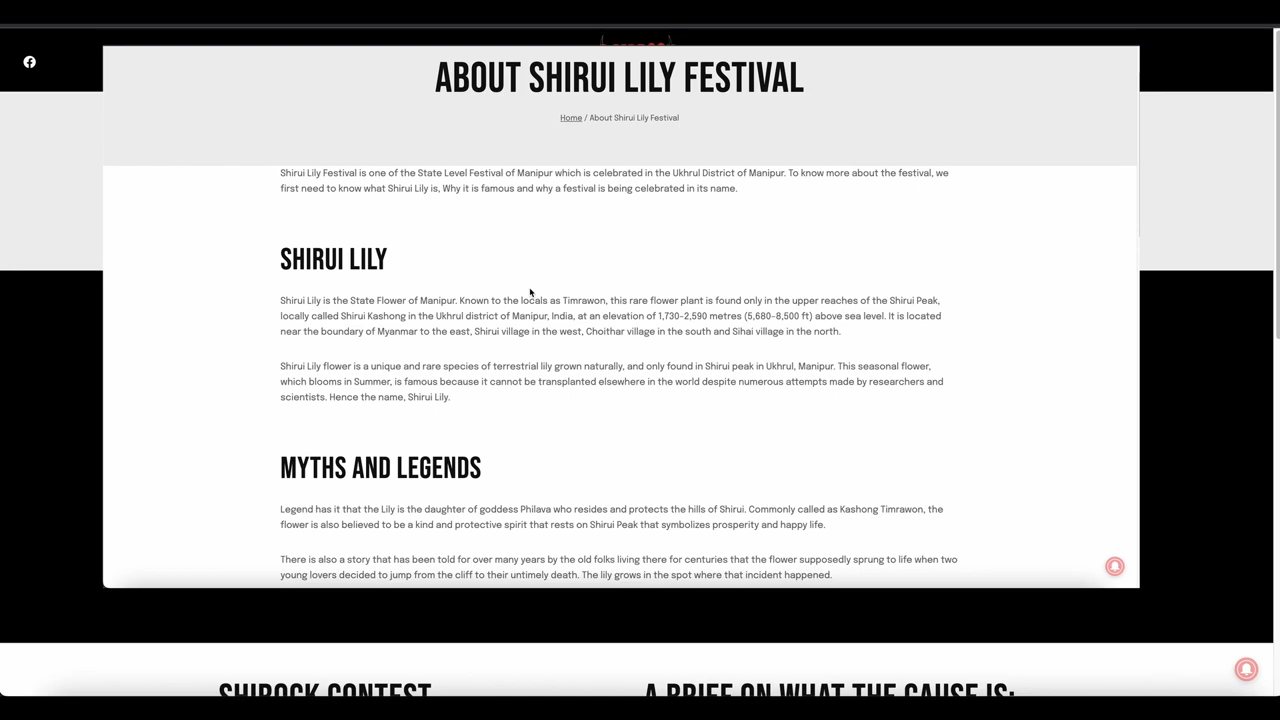 ABOUT SHIRUI LILY FESTIVAL
Home / About Shirui Lily Festival
Shirui Lily Festival is one of the State Level Festival of Manipur which is celebrated in the Ukhrul District of Manipur. To know more about the festival, we
first need to know what Shirui Lily is, Why it is famous and why a festival is being celebrated in its name.
SHIRUI LILY
Shirui Lily is the State Flower of Manipur. Known to the locals as Timrawon, this rare flower plant is found only in the upper reaches of the Shirui Peak,
locally called Shirui Kashong in the Ukhrul district of Manipur, India, at an elevation of 1,730–2,590 metres (5,680–8,500 ft) above sea level. It is located
near the boundary of Myanmar to the east, Shirui village in the west, Choithar village in the south and Sihai village in the north.
Shirui Lily flower is a unique and rare species of terrestrial lily grown naturally, and only found in Shirui peak in Ukhrul, Manipur. This seasonal flower,
which blooms in Summer, is famous because it cannot be transplanted elsewhere in the world despite numerous attempts made by researchers and
scientists. Hence the name, Shirui Lily.
MYTHS AND LEGENDS
Legend has it that the Lily is the daughter of goddess Philava who resides and protects the hills of Shirui. Commonly called as Kashong Timrawon, the
flower is also believed to be a kind and protective spirit that rests on Shirui Peak that symbolizes prosperity and happy life.
There is also a story that has been told for over many years by the old folks living there for centuries that the flower supposedly sprung to life when two
young lovers decided to jump from the cliff to their untimely death. The lily grows in the spot where that incident happened.
SHIROCK CONTEST
A BRIEF ON WHAT THE CAUSE IS: